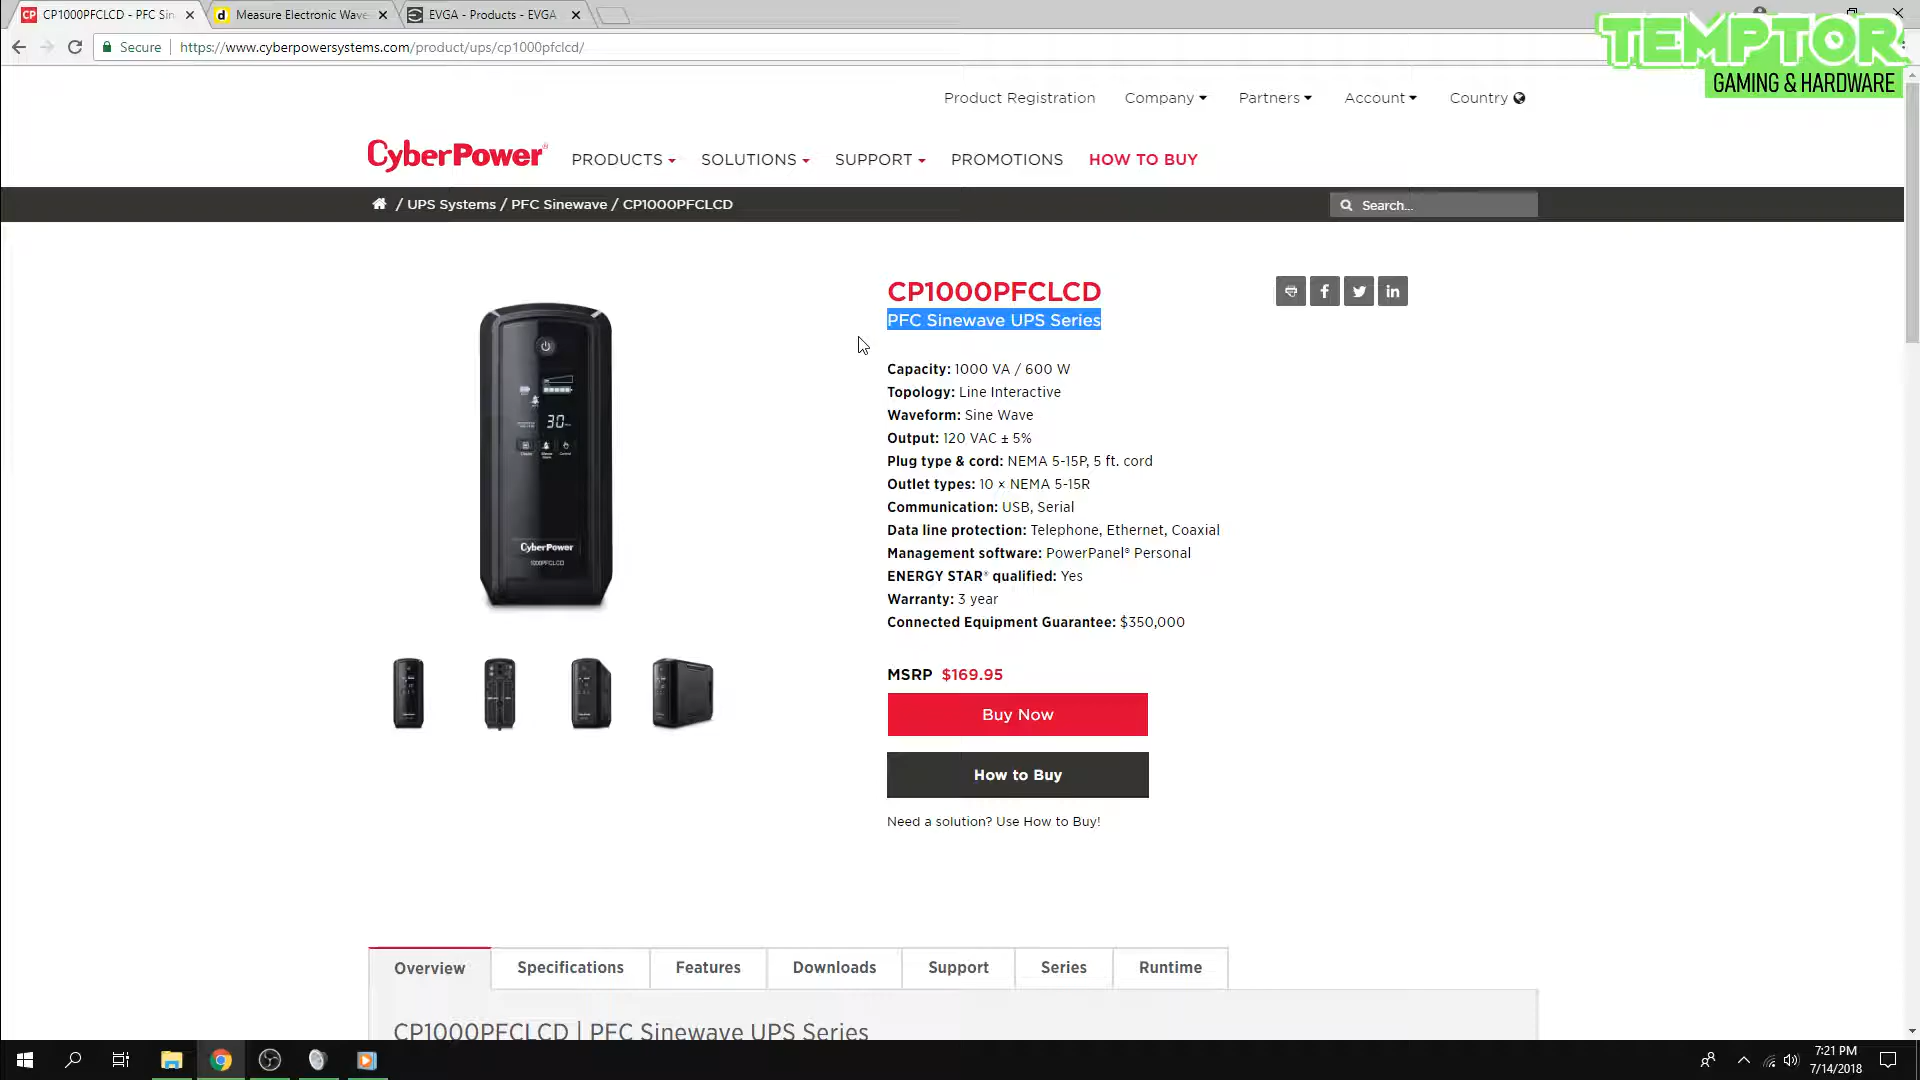 CP1000PFCLCD - PFC Sin
Measure Electronic Wave
EVGA - Products - EVGA
Secure
https://www.cyberpowersystems.com/product/ups/cp1000pfclcd/
TEMPTOR
GAMING & HARDWARE
Product Registration Company Partners Account Country
CyberPower PRODUCTS SOLUTIONS SUPPORT PROMOTIONS HOW TO BUY
/ UPS Systems / PFC Sinewave / CP1000PFCLCD
Search...
CP1000PFCLCD
PFC Sinewave UPS Series
Capacity: 1000 VA / 600 W
Topology: Line Interactive
Waveform: Sine Wave
Output: 120 VAC ± 5%
Plug type & cord: NEMA 5-15P, 5 ft. cord
Outlet types: 10 × NEMA 5-15R
Communication: USB, Serial
Data line protection: Telephone, Ethernet, Coaxial
Management software: PowerPanel® Personal
ENERGY STAR® qualified: Yes
Warranty: 3 year
Connected Equipment Guarantee: $350,000
30
CyberPower
1000PFCLCD
MSRP $169.95
Buy Now
How to Buy
Need a solution? Use How to Buy!
Overview Specifications Features Downloads Support Series Runtime
CP1000PFCLCD | PFC Sinewave UPS Series
7:21 PM
7/14/2018